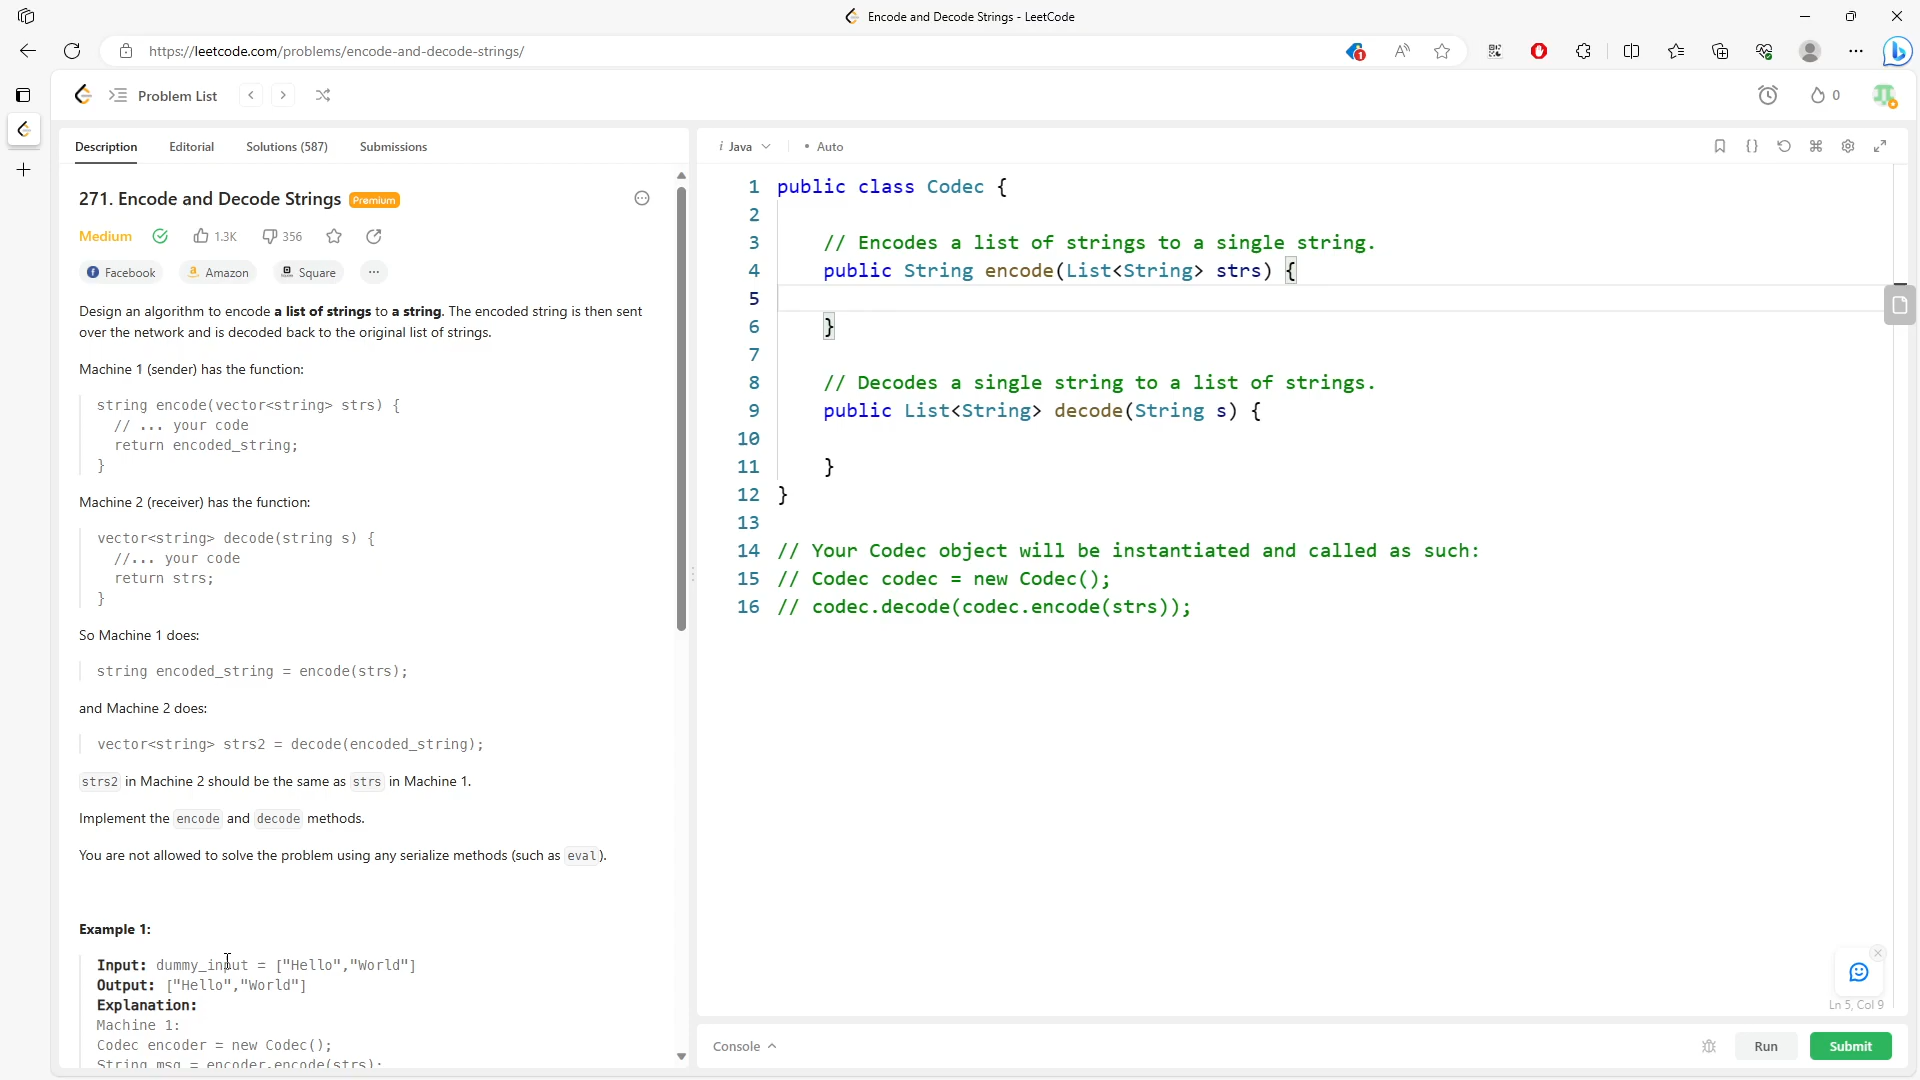 Encode and Decode Strings - LeetCode
https://leetcode.com/problems/encode-and-decode-strings/
1
Problem List
0
Description Editorial Solutions (587) Submissions
271. Encode and Decode Strings Premium
Medium 1.3K 356
Facebook Amazon Square ...
Design an algorithm to encode a list of strings to a string. The encoded string is then sent
over the network and is decoded back to the original list of strings.
Machine 1 (sender) has the function:
string encode(vector<string> strs) {
// ... your code
return encoded_string;
}
Machine 2 (receiver) has the function:
vector<string> decode(string s) {
//... your code
return strs;
}
So Machine 1 does:
string encoded_string = encode(strs);
and Machine 2 does:
vector<string> strs2 = decode(encoded_string);
strs2 in Machine 2 should be the same as strs in Machine 1.
Implement the encode and decode methods.
You are not allowed to solve the problem using any serialize methods (such as eval).
Example 1:
Input: dummy_input = ["Hello","World"]
Output: ["Hello","World"]
Explanation:
Machine 1:
Codec encoder = new Codec();
String msg = encoder.encode(strs);
i Java • Auto
1 public class Codec {
2
3 // Encodes a list of strings to a single string.
4 public String encode(List<String> strs) {
5
6 }
7
8 // Decodes a single string to a list of strings.
9 public List<String> decode(String s) {
10
11 }
12 }
13
14 // Your Codec object will be instantiated and called as such:
15 // Codec codec = new Codec();
16 // codec.decode(codec.encode(strs));
Ln 5, Col 9
Console Run Submit